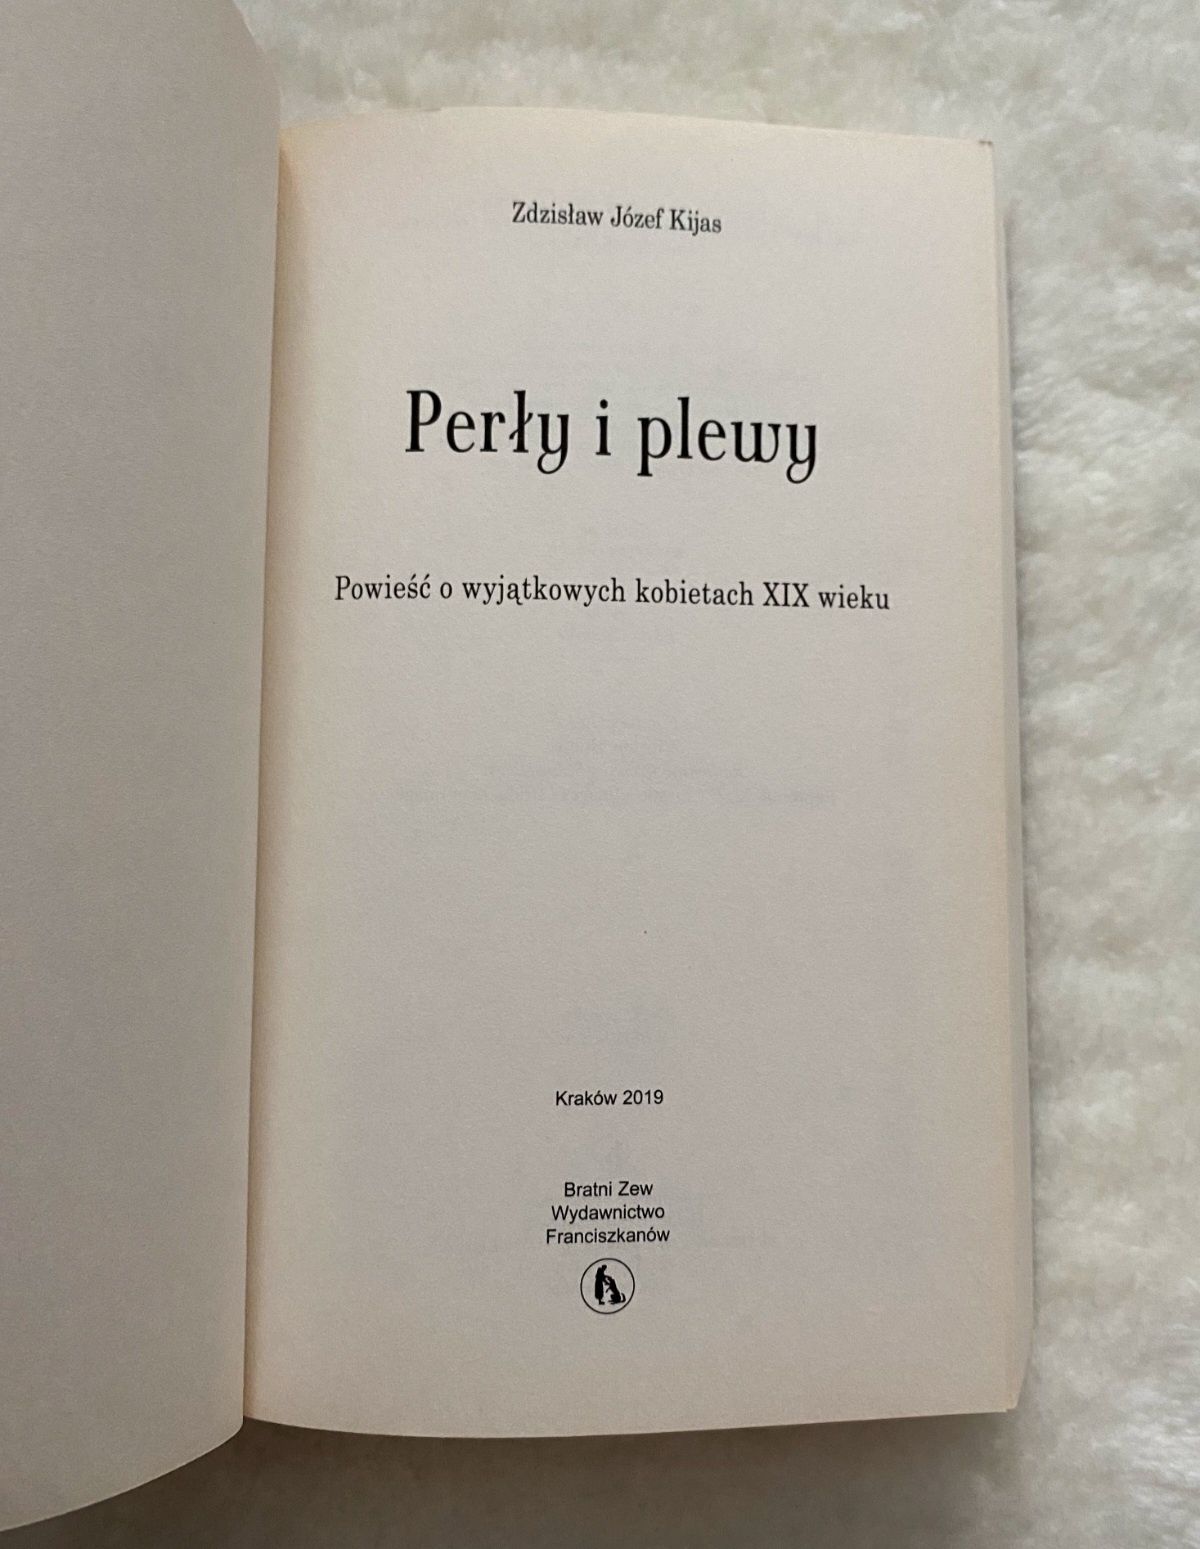 Zdzisław Józef Kijas
Perły i plewy
Powieść o wyjątkowych kobietach XIX wieku
Kraków 2019
Bratni Zew
Wydawnictwo
Franciszkanów